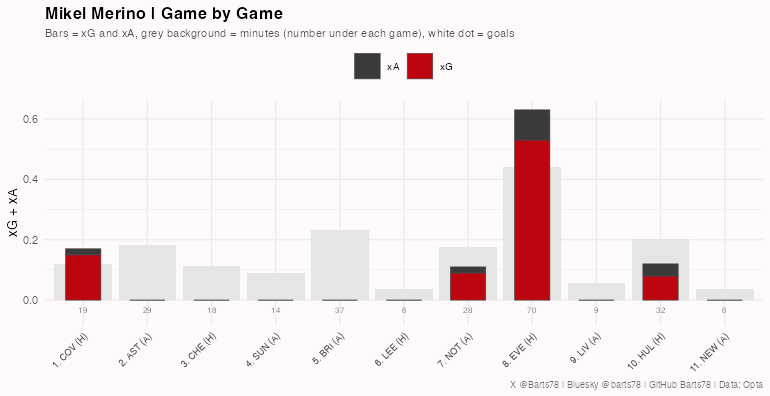 Mikel Merino | Game by Game
Bars = xG and xA, grey background = minutes (number under each game), white dot = goals
xA xG
xG + xA
0.6
0.4
0.2
0.0
19 29 18 14 37 6 28 70 9 32 6
1. COV (H) 2. AST (A) 3. CHE (H) 4. SUN (A) 5. BRI (A) 6. LEE (H) 7. NOT (A) 8. EVE (H) 9. LIV (A) 10. HUL (H) 11. NEW (A)
X @Barts78 | Bluesky @barts78 | GitHub Barts78 | Data: Opta